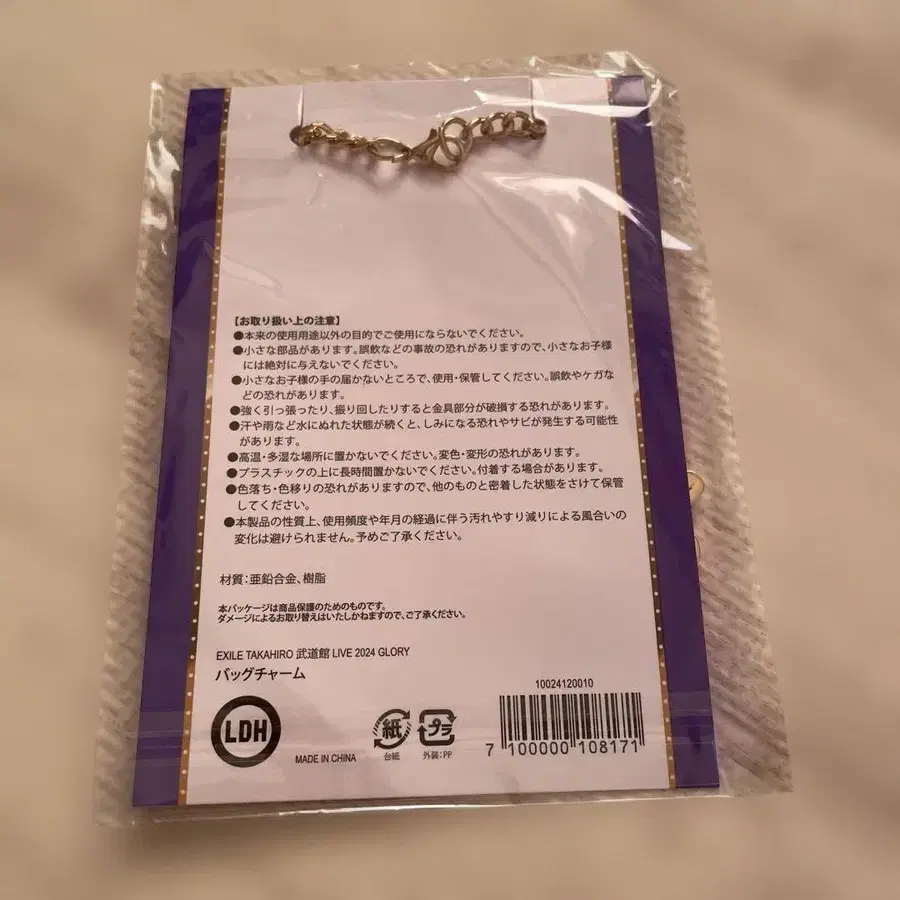 【お取り扱い上の注意】
●本来の使用用途以外の目的でご使用にならないでください。
●小さな部品があります。誤飲などの事故の恐れがありますので、小さなお子様
には絶対に与えないでください。
●小さなお子様の手の届かないところで、使用・保管してください。誤飲やケガな
どの恐れがあります。
●強く引っ張ったり、振り回したりすると金具部分が破損する恐れがあります。
●汗や雨など水にぬれた状態が続くと、しみになる恐れやサビが発生する可能性
があります。
●高温・多湿な場所に置かないでください。変色・変形の恐れがあります。
●プラスチックの上に長時間置かないでください。付着する場合があります。
●色落ち・色移りの恐れがありますので、他のものと密着した状態をさけて保管
してください。
●本製品の性質上、使用頻度や年月の経過に伴う汚れやすり減りによる風合いの
変化は避けられません。予めご了承ください。
材質：亜鉛合金、樹脂
本パッケージは商品保護のためのものです。
ダメージによるお取り替えはいたしかねますので、ご了承ください。
EXILE TAKAHIRO 武道館 LIVE 2024 GLORY
バッグチャーム
LDH
MADE IN CHINA
紙
台紙
プラ
外装：PP
10024120010
7 100000 108171